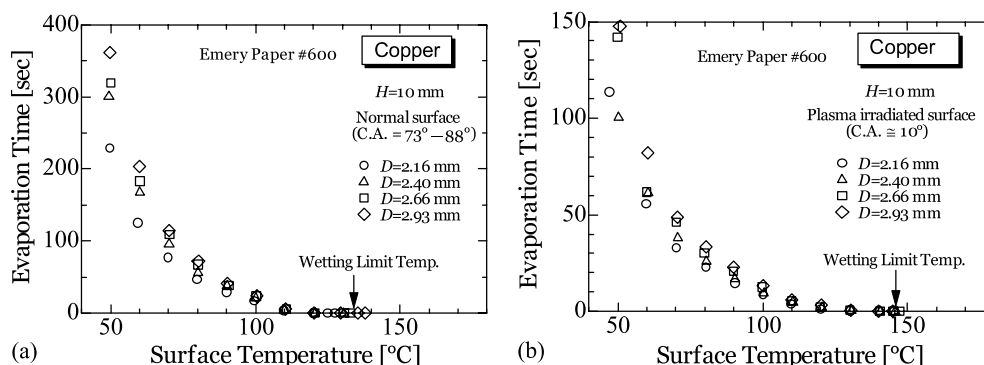 400
300
200
100
0
50
100
150
Evaporation Time [sec]
Surface Temperature [°C]
Emery Paper #600
Copper
H=10 mm
Normal surface
(C.A. = 73° – 88°)
D=2.16 mm
D=2.40 mm
D=2.66 mm
D=2.93 mm
Wetting Limit Temp.
(a)
150
100
50
0
50
100
150
Evaporation Time [sec]
Surface Temperature [°C]
Emery Paper #600
Copper
H=10 mm
Plasma irradiated surface
(C.A. ≅ 10°)
D=2.16 mm
D=2.40 mm
D=2.66 mm
D=2.93 mm
Wetting Limit Temp.
(b)